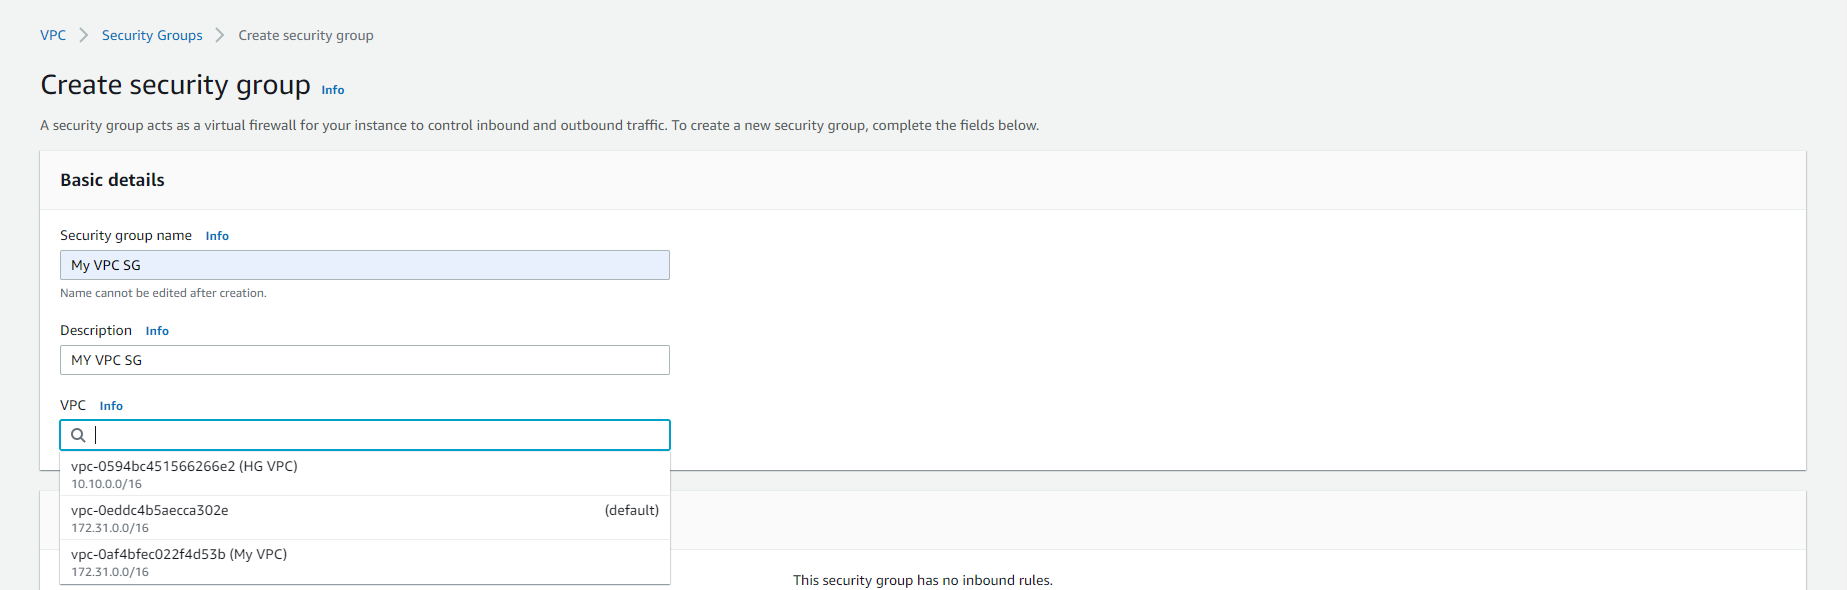 VPC > Security Groups > Create security group
Create security group Info
A security group acts as a virtual firewall for your instance to control inbound and outbound traffic. To create a new security group, complete the fields below.
Basic details
Security group name Info
My VPC SG
Name cannot be edited after creation.
Description Info
MY VPC SG
VPC Info
vpc-0594bc451566266e2 (HG VPC)
10.10.0.0/16
vpc-0eddc4b5aecca302e (default)
172.31.0.0/16
vpc-0af4bfec022f4d53b (My VPC)
172.31.0.0/16
This security group has no inbound rules.